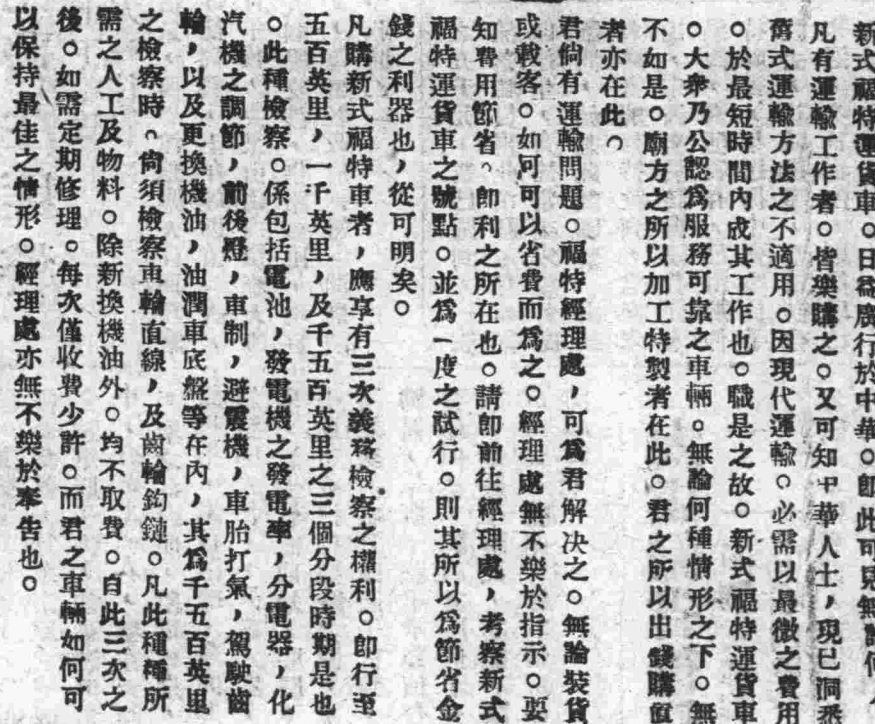 新式福特運貨車。日益廣行於中華。卽此可見無論何人
凡有運輸工作者。皆樂購之。又可知中華人士，現已洞悉
舊式運輸方法之不適用。因現代運輸。必需以最微之費用
。於最短時間內成其工作也。職是之故。新式福特運貨車
。大衆乃公認爲服務可靠之車輛。無論何種情形之下。無
不如是。廠方之所以加工特製者在此。君之所以出錢購置
者亦在此。
君倘有運輸問題。福特經理處，可爲君解决之。無論裝貨
或載客。如何可以省費而爲之。經理處無不樂於指示。要
知費用節省。卽利之所在也。請卽前往經理處，考察新式
福特運貨車之號點。並爲一度之試行。則其所以爲節省金
錢之利器也，從可明矣。
凡購新式福特車者，應享有三次義務檢察之權利。卽行至
五百英里，一千英里，及千五百英里之三個分段時期是也
。此種檢察。係包括電池，發電機之發電率，分電器，化
汽機之調節，前後燈，車制，避震機，車胎打氣，駕駛齒
輪，以及更換機油，油潤車底盤等在內，其爲千五百英里
之檢察時。尙須檢察車輪直線，及齒輪鈎鏈。凡此種種所
需之人工及物料。除新換機油外。均不取費。自此三次之
後。如需定期修理。每次僅收費少許。而君之車輛如何可
以保持最佳之情形。經理處亦無不樂於奉告也。